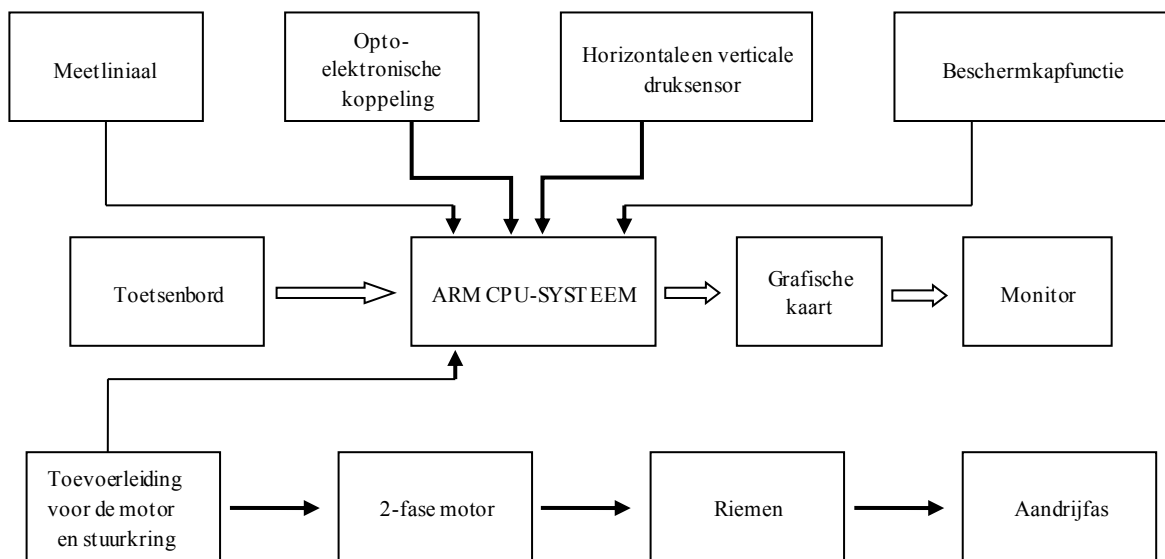 Meetliniaal
Opto-
elektronische
koppeling
Horizontale en verticale
druksensor
Beschermkapfunctie
Toetsenbord
ARM CPU-SYSTEEM
Grafische
kaart
Monitor
Toevoerleiding
voor de motor
en stuurkring
2-fase motor
Riemen
Aandrijfas